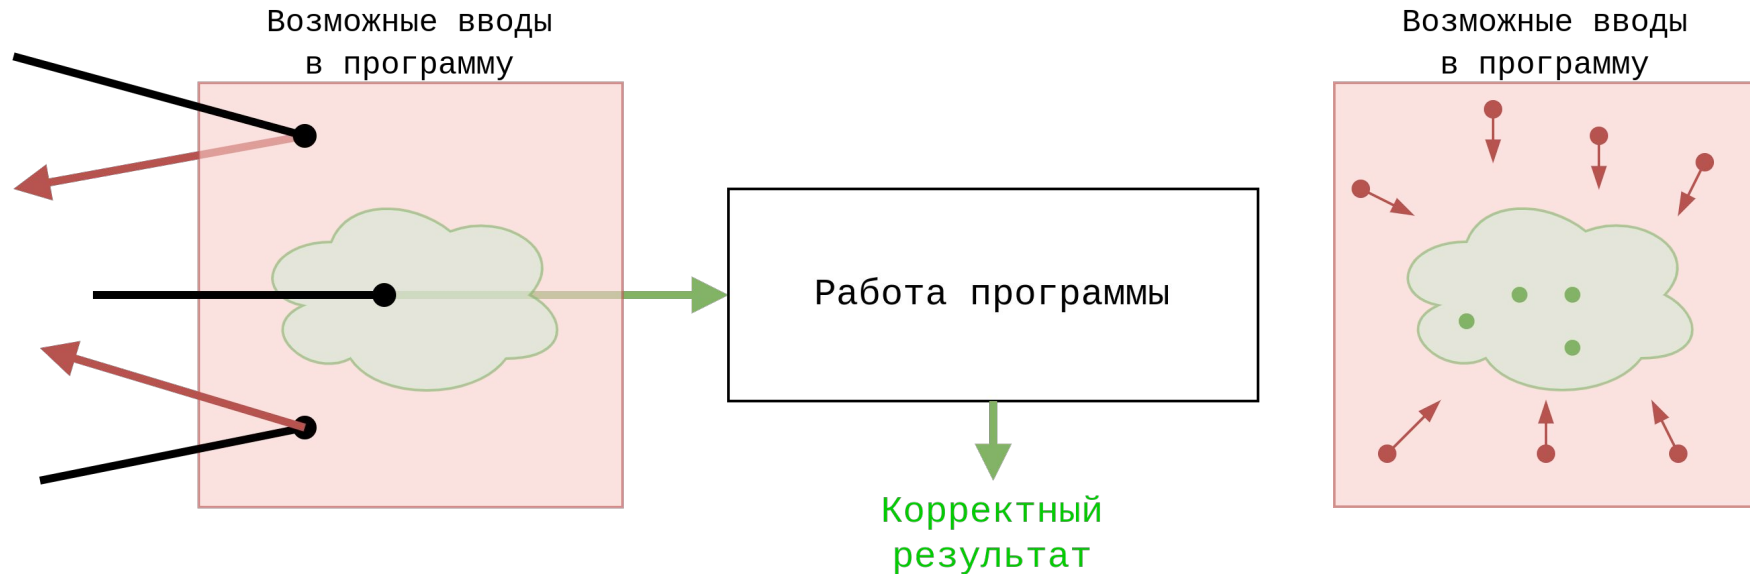 Возможные вводы
в программу
Работа программы
Корректный
результат
Возможные вводы
в программу